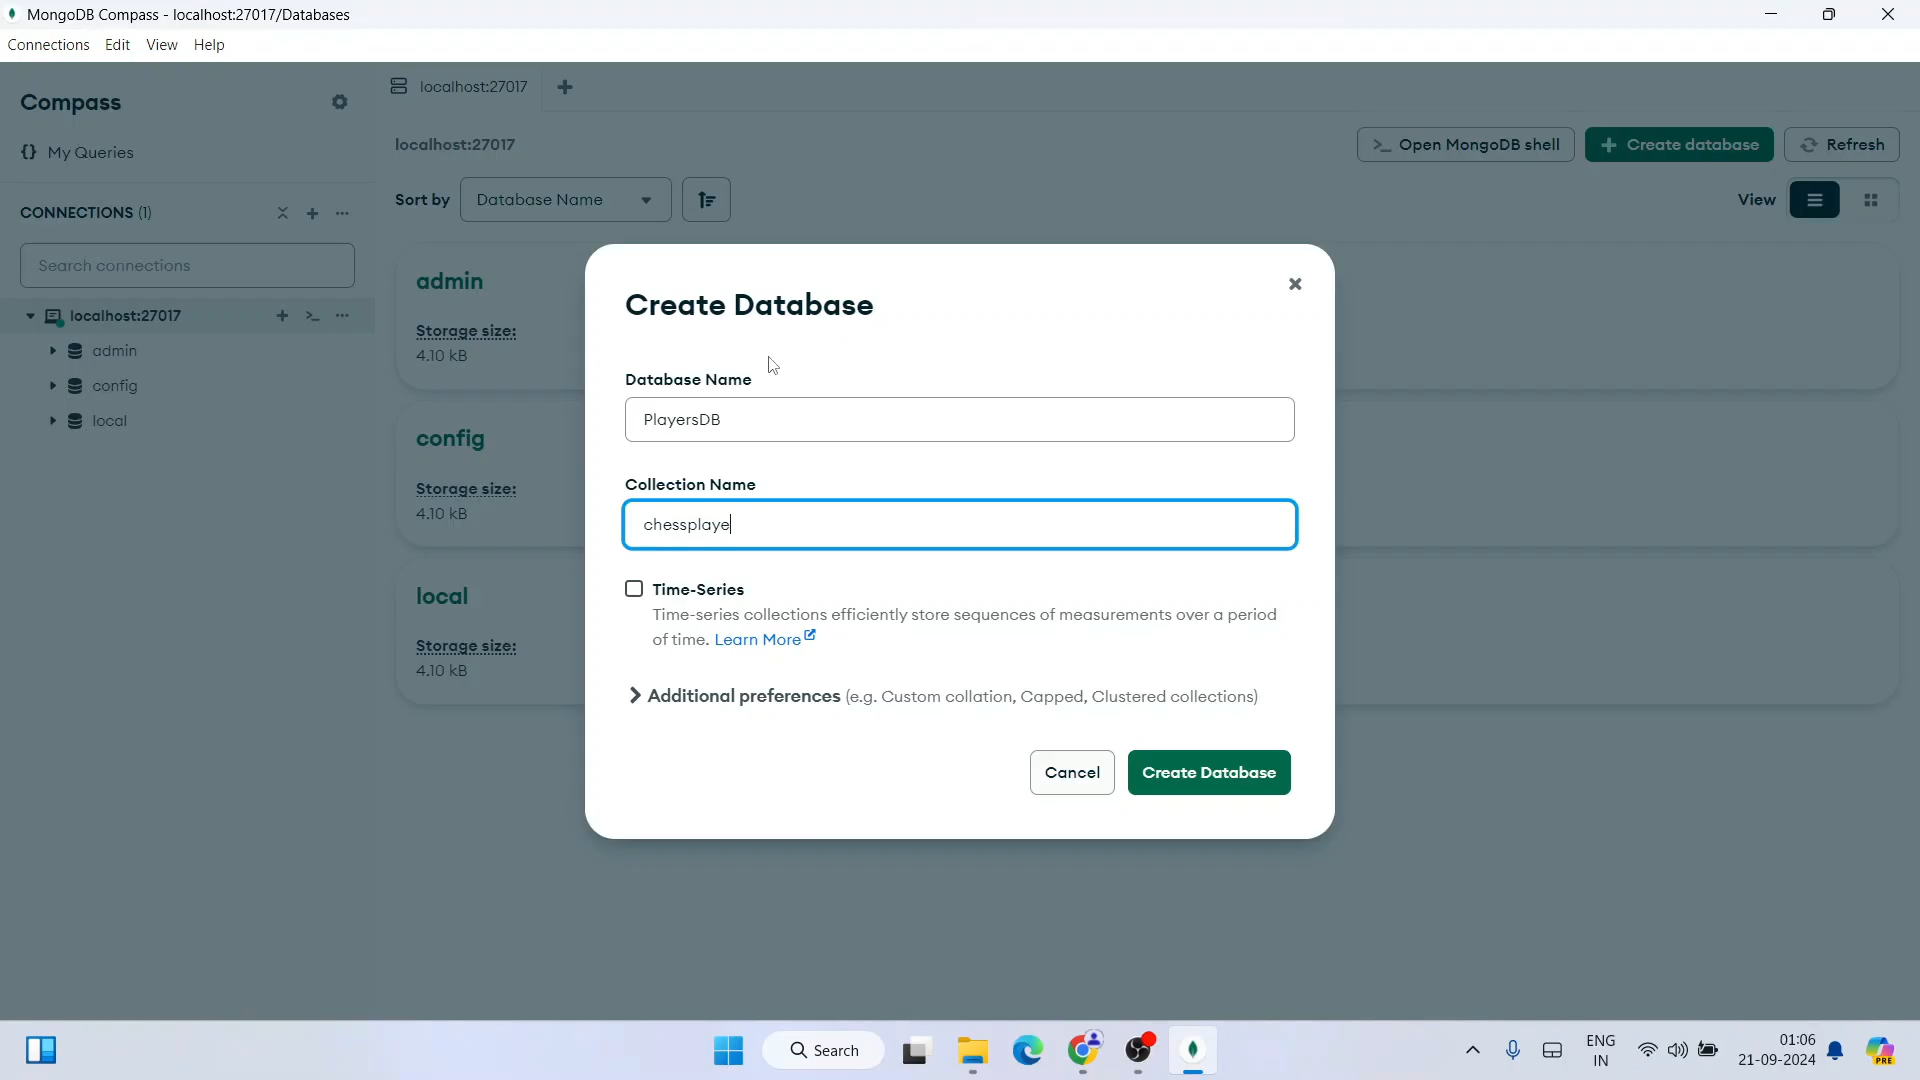 MongoDB Compass - localhost:27017/Databases
Connections Edit View Help
Compass
{} My Queries
CONNECTIONS (1)
Search connections
localhost:27017
admin
config
local
localhost:27017
localhost:27017
>_ Open MongoDB shell
Create database
Refresh
Sort by
Database Name
View
admin
Storage size:
4.10 kB
config
Storage size:
4.10 kB
local
Storage size:
4.10 kB
Create Database
Database Name
PlayersDB
Collection Name
chessplaye
Time-Series
Time-series collections efficiently store sequences of measurements over a period
of time. Learn More
Additional preferences (e.g. Custom collation, Capped, Clustered collections)
Cancel
Create Database
Search
ENG
IN
01:06
21-09-2024
PRE